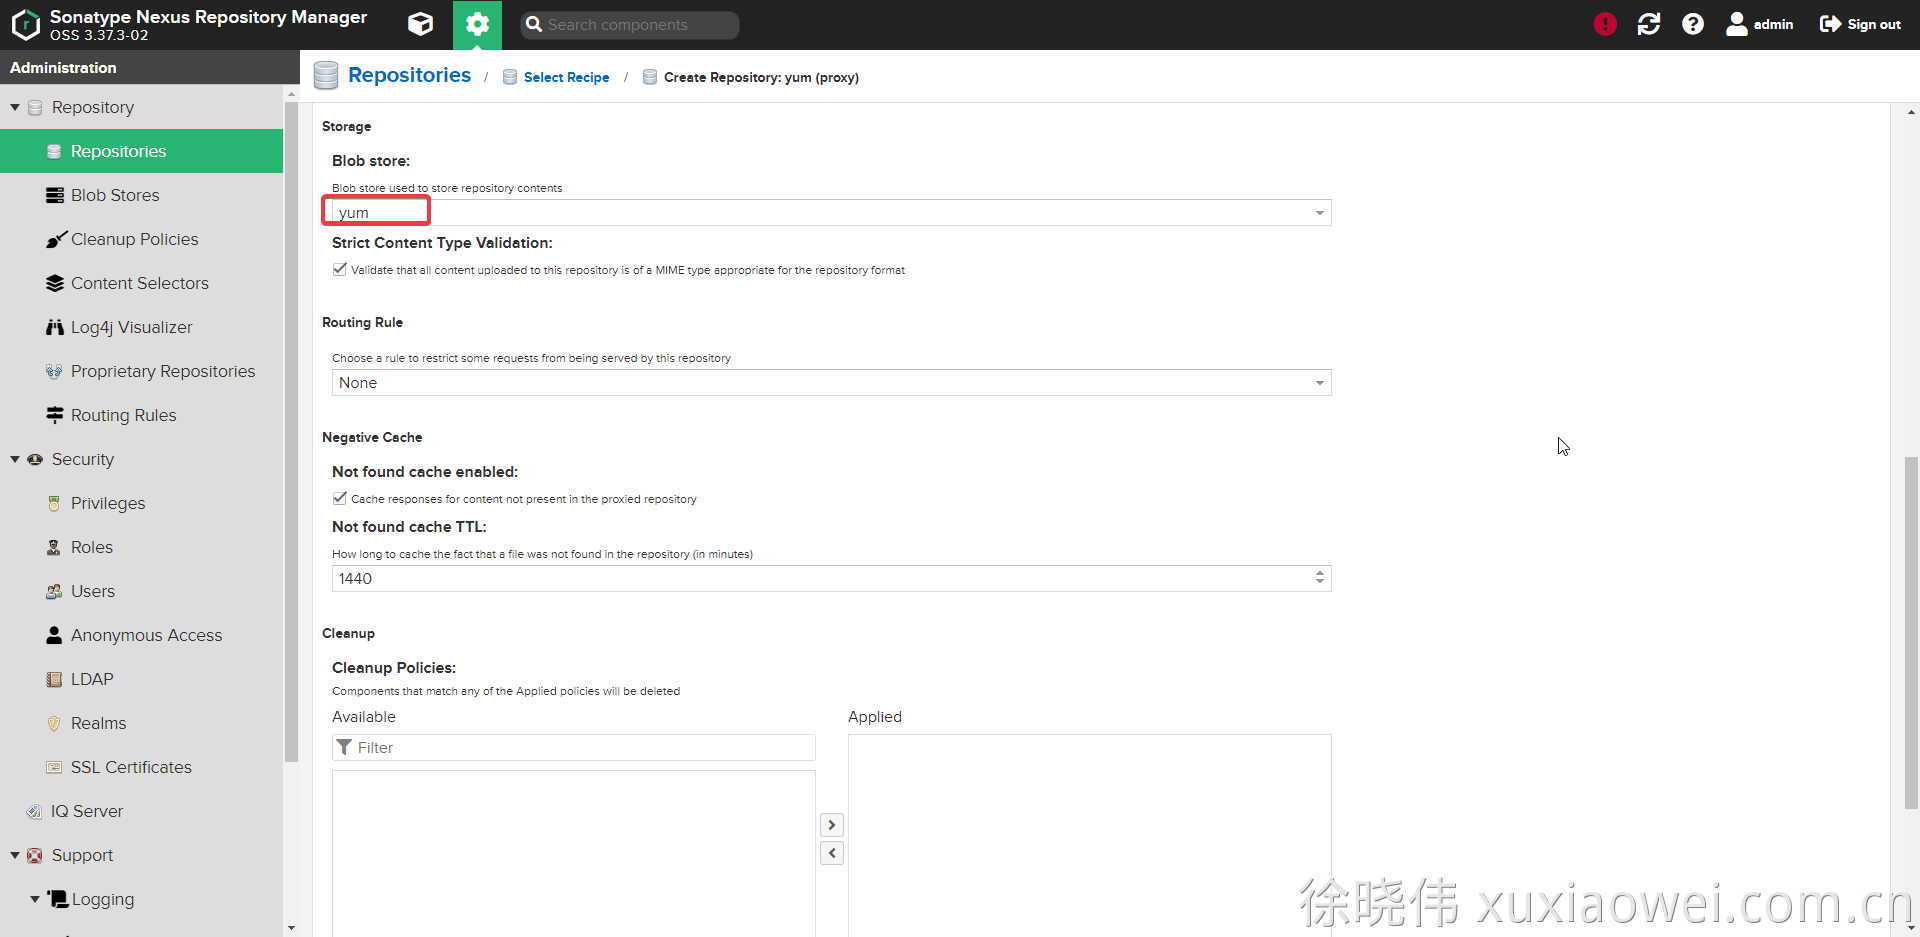 Sonatype Nexus Repository Manager
OSS 3.37.3-02
Search components
admin
Sign out
Administration
Repository
Repositories
Blob Stores
Cleanup Policies
Content Selectors
Log4j Visualizer
Proprietary Repositories
Routing Rules
Security
Privileges
Roles
Users
Anonymous Access
LDAP
Realms
SSL Certificates
IQ Server
Support
Logging
Repositories / Select Recipe / Create Repository: yum (proxy)
Storage
Blob store:
Blob store used to store repository contents
yum
Strict Content Type Validation:
Validate that all content uploaded to this repository is of a MIME type appropriate for the repository format
Routing Rule
Choose a rule to restrict some requests from being served by this repository
None
Negative Cache
Not found cache enabled:
Cache responses for content not present in the proxied repository
Not found cache TTL:
How long to cache the fact that a file was not found in the repository (in minutes)
1440
Cleanup
Cleanup Policies:
Components that match any of the Applied policies will be deleted
Available
Applied
Filter
徐晓伟 xuxiaowei.com.cn